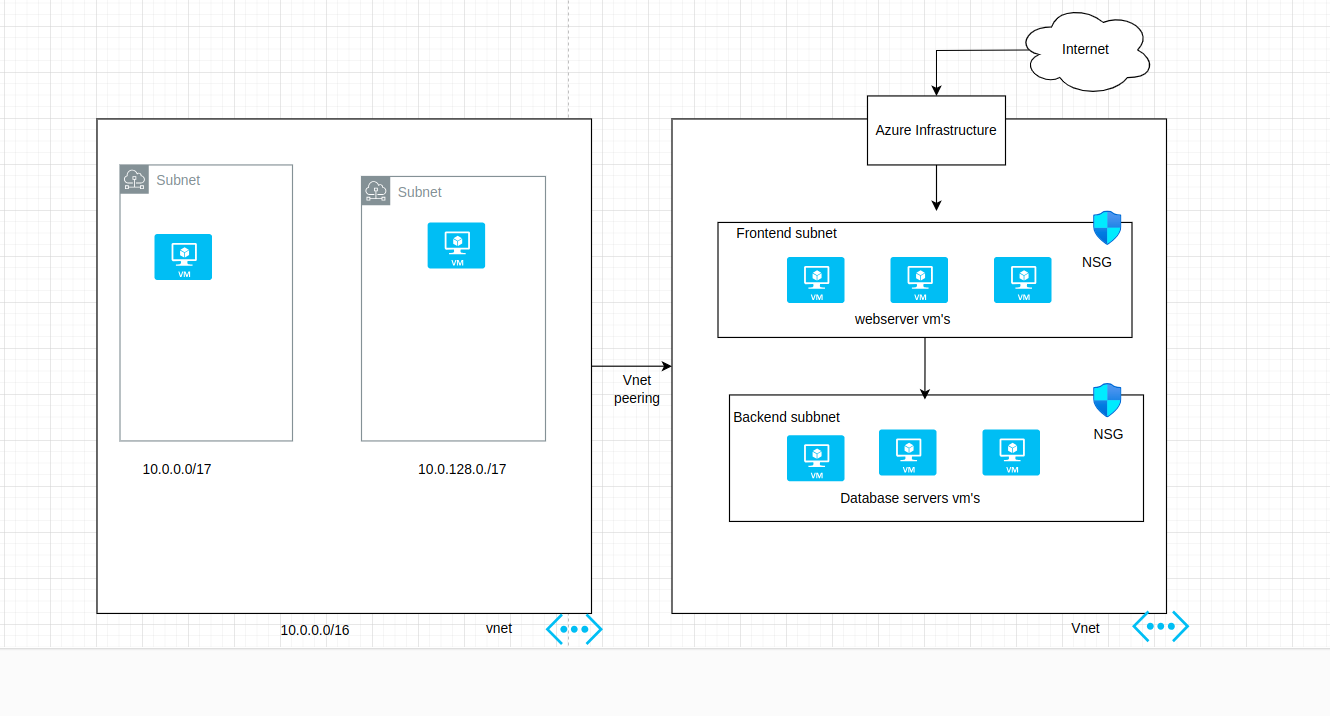 Internet
Azure Infrastructure
Subnet
VM
10.0.0.0/17
Subnet
VM
10.0.128.0./17
10.0.0.0/16
vnet
Vnet
peering
Frontend subnet
NSG
VM
VM
VM
webserver vm's
Backend subbnet
NSG
VM
VM
VM
Database servers vm's
Vnet